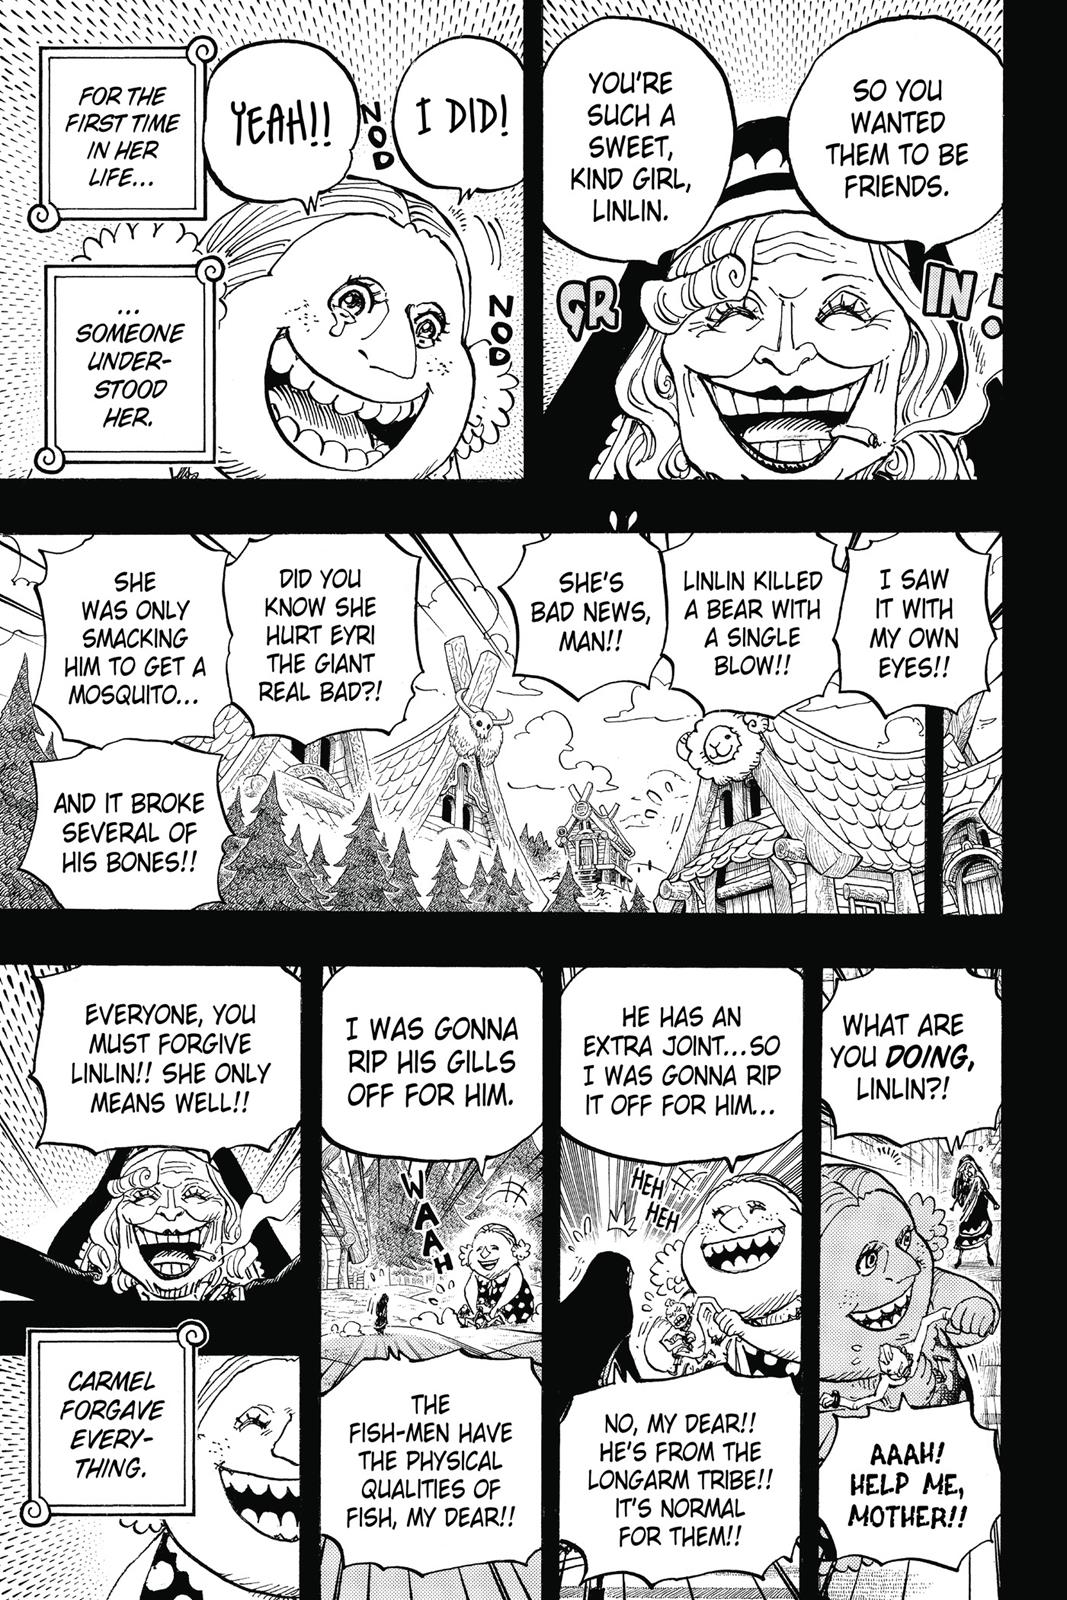 SO YOU
WANTED
THEM TO BE
FRIENDS.
YOU'RE
SUCH A
SWEET,
KIND GIRL,
LINLIN.
GRIN!
I DID!
NOD
YEAH!!
NOD
FOR THE
FIRST TIME
IN HER
LIFE...
...
SOMEONE
UNDER-
STOOD
HER.
I SAW
IT WITH
MY OWN
EYES!!
LINLIN KILLED
A BEAR WITH
A SINGLE
BLOW!!
SHE'S
BAD NEWS,
MAN!!
DID YOU
KNOW SHE
HURT EYRI
THE GIANT
REAL BAD?!
SHE
WAS ONLY
SMACKING
HIM TO GET A
MOSQUITO...
AND IT BROKE
SEVERAL OF
HIS BONES!!
WHAT ARE
YOU DOING,
LINLIN?!
AAAH!
HELP ME,
MOTHER!!
HE HAS AN
EXTRA JOINT...SO
I WAS GONNA RIP
IT OFF FOR HIM...
HEH
HEH
NO, MY DEAR!!
HE'S FROM THE
LONGARM TRIBE!!
IT'S NORMAL
FOR THEM!!
I WAS GONNA
RIP HIS GILLS
OFF FOR HIM.
WAAH
THE
FISH-MEN HAVE
THE PHYSICAL
QUALITIES OF
FISH, MY DEAR!!
EVERYONE, YOU
MUST FORGIVE
LINLIN!! SHE ONLY
MEANS WELL!!
CARMEL
FORGAVE
EVERY-
THING.